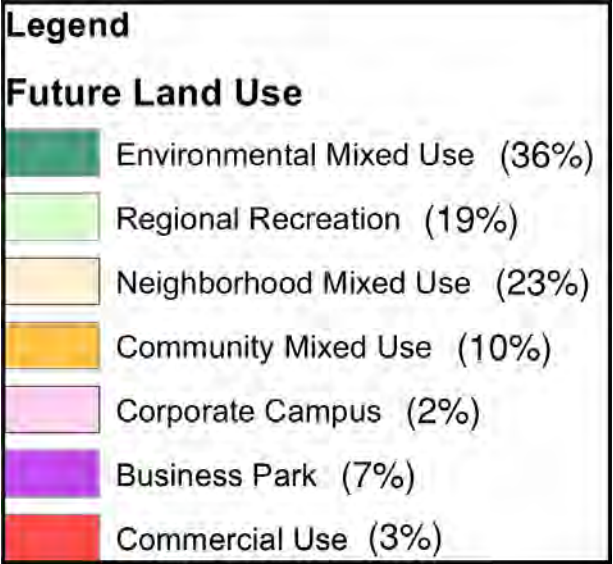 Legend
Future Land Use
Environmental Mixed Use (36%)
Regional Recreation (19%)
Neighborhood Mixed Use (23%)
Community Mixed Use (10%)
Corporate Campus (2%)
Business Park (7%)
Commercial Use (3%)